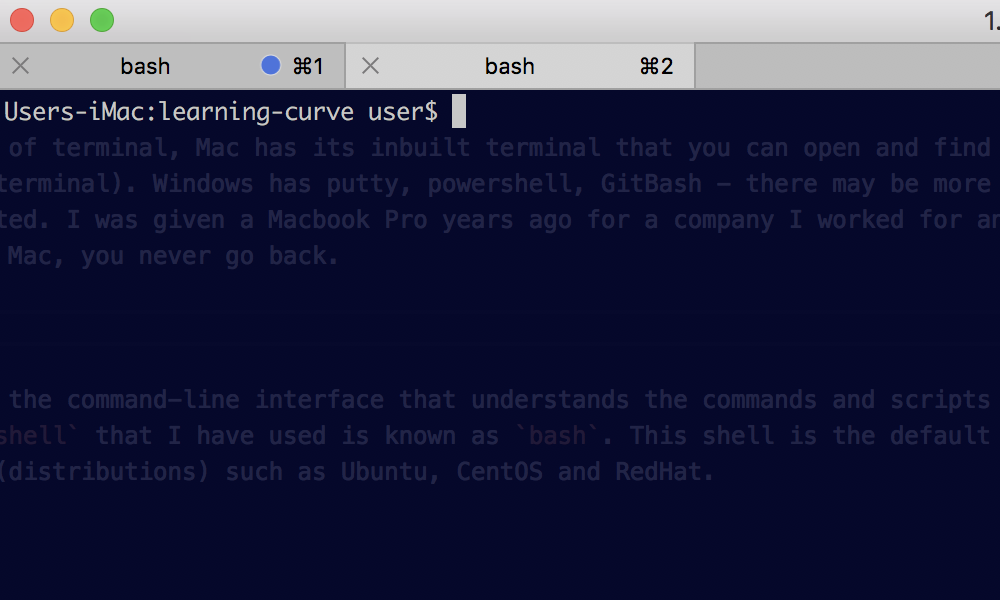 1.
bash ⌘1 bash ⌘2
Users-iMac:learning-curve user$
of terminal, Mac has its inbuilt terminal that you can open and find
terminal). Windows has putty, powershell, GitBash – there may be more
ted. I was given a Macbook Pro years ago for a company I worked for an
Mac, you never go back.
the command-line interface that understands the commands and scripts
shell` that I have used is known as `bash`. This shell is the default
(distributions) such as Ubuntu, CentOS and RedHat.